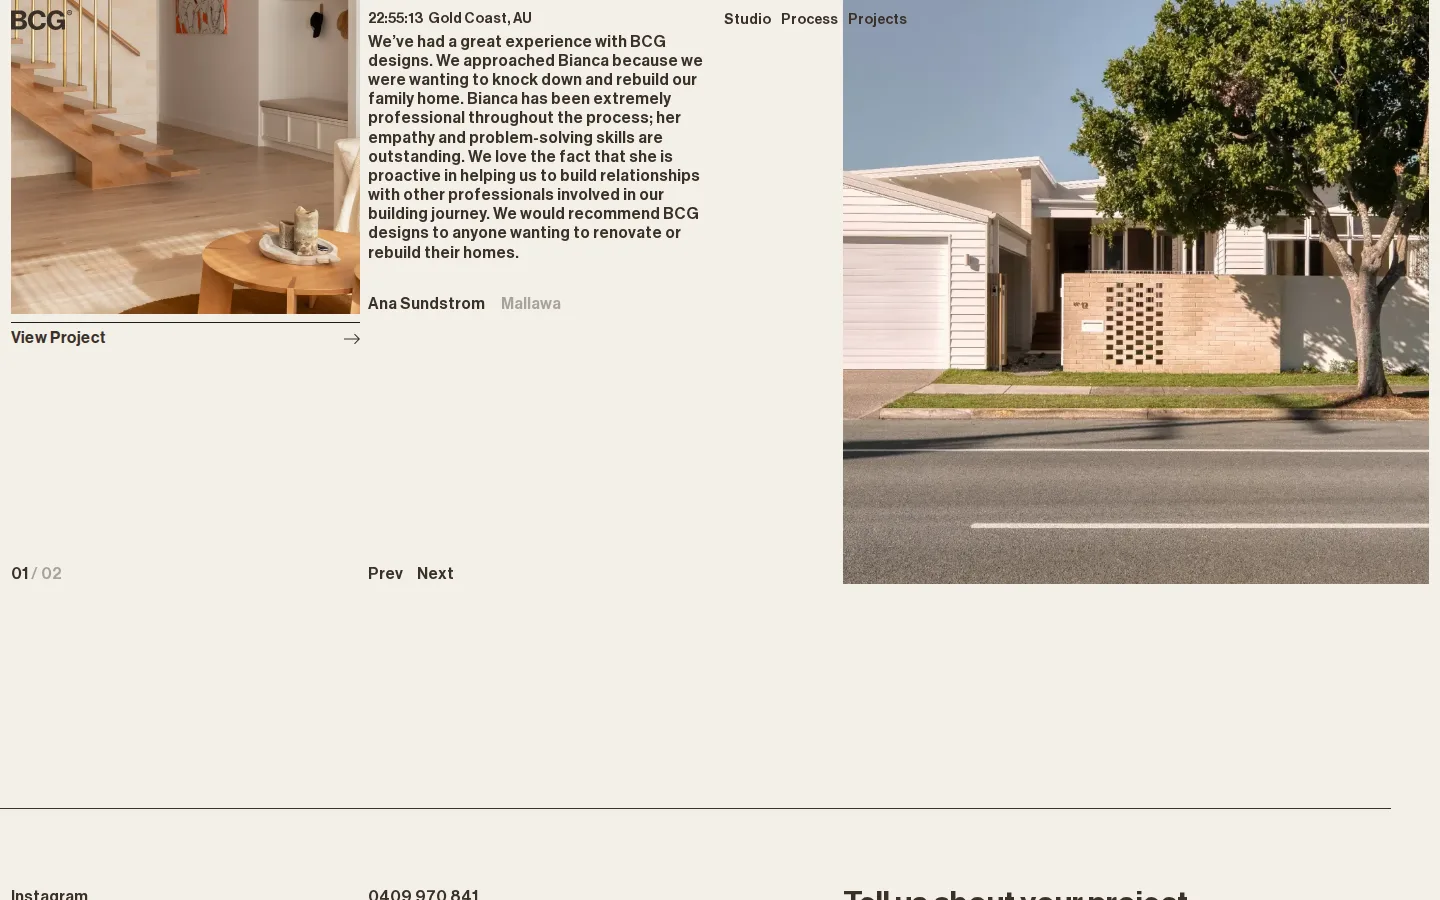 BCG®
22:55:13 Gold Coast, AU
Studio Process Projects
We’ve had a great experience with BCG
designs. We approached Bianca because we
were wanting to knock down and rebuild our
family home. Bianca has been extremely
professional throughout the process; her
empathy and problem-solving skills are
outstanding. We love the fact that she is
proactive in helping us to build relationships
with other professionals involved in our
building journey. We would recommend BCG
designs to anyone wanting to renovate or
rebuild their homes.
Ana Sundstrom Mallawa
View Project
01 / 02
Prev Next
Instagram
0409 970 841
Tell us about your project